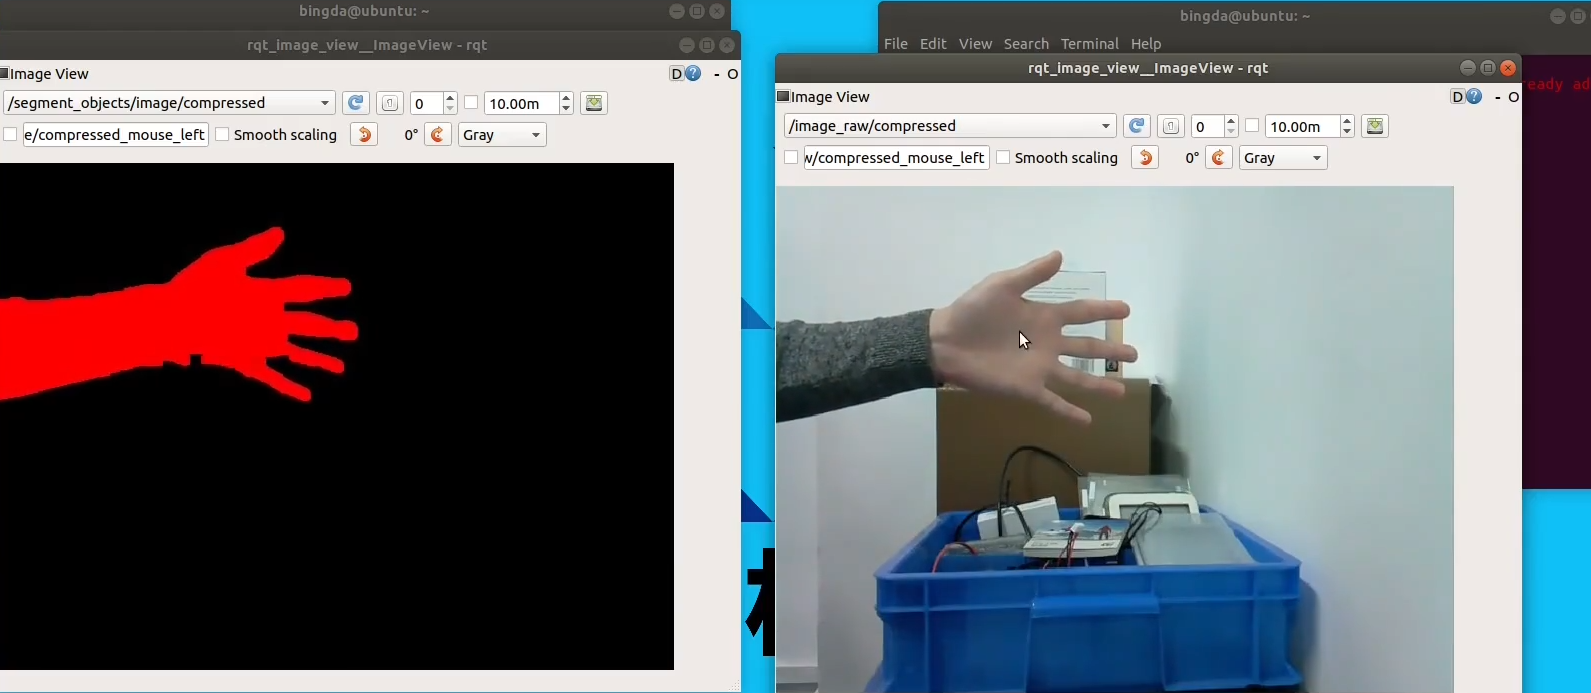 bingda@ubuntu: ~
rqt_image_view__ImageView - rqt
Image View
D
- O
/segment_objects/image/compressed
0
10.00m
e/compressed_mouse_left
Smooth scaling
0°
Gray
bingda@ubuntu: ~
File Edit View Search Terminal Help
eady ad
rqt_image_view__ImageView - rqt
Image View
D
- O
/image_raw/compressed
0
10.00m
w/compressed_mouse_left
Smooth scaling
0°
Gray